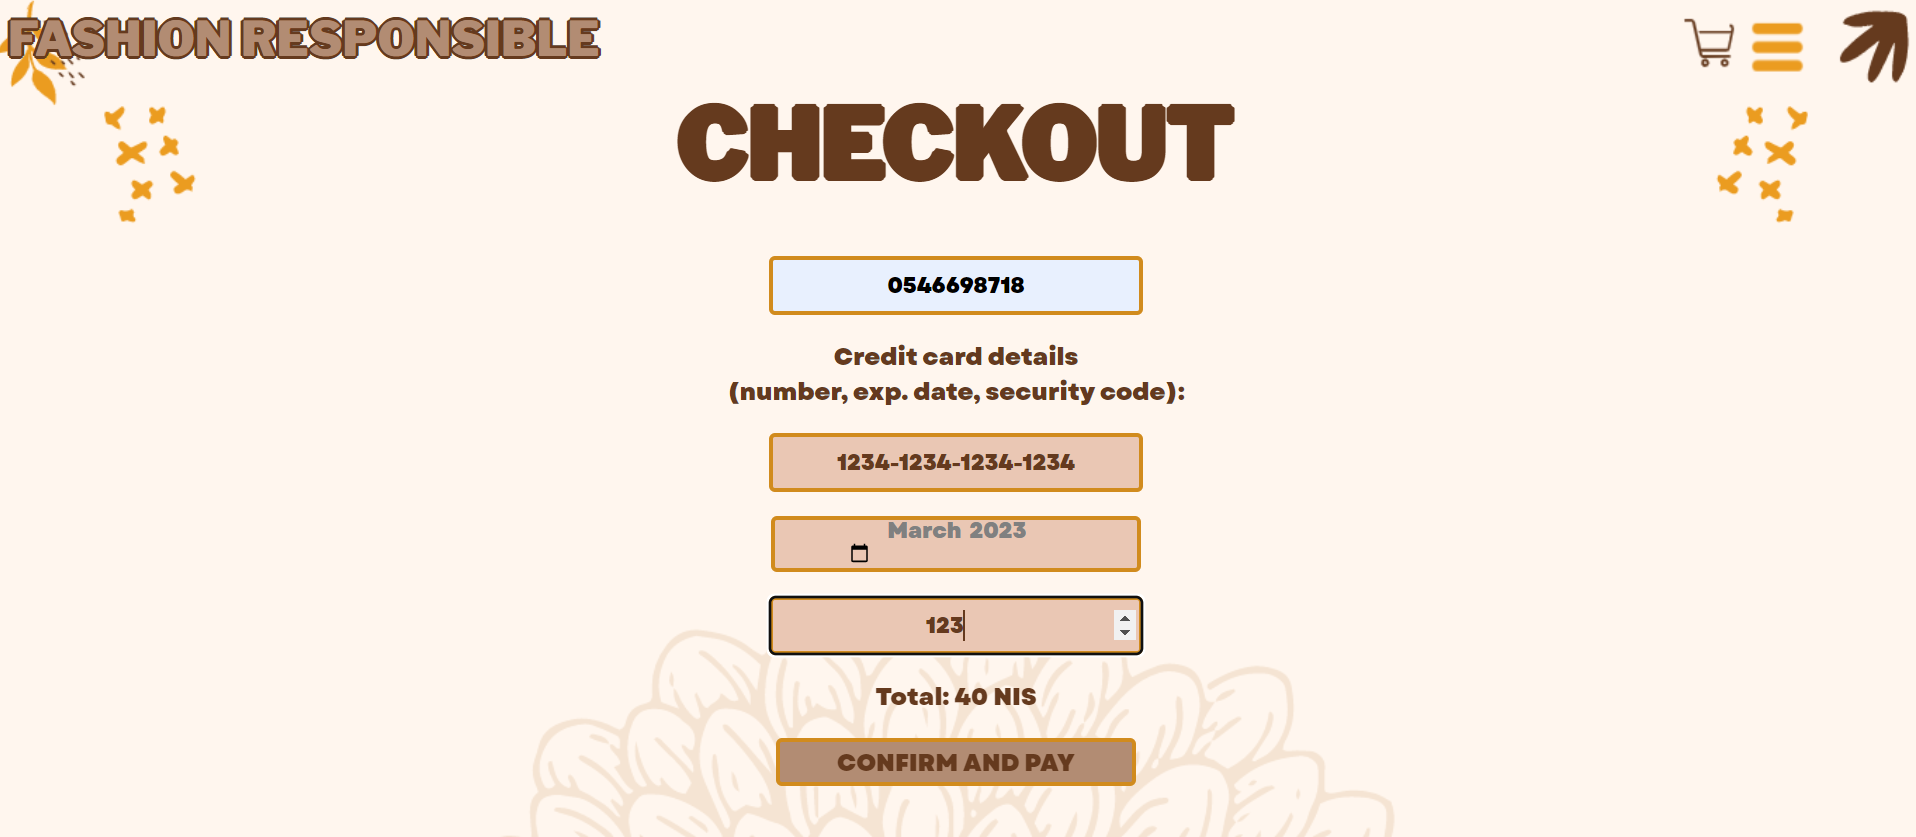 FASHION RESPONSIBLE
CHECKOUT
0546698718
Credit card details
(number, exp. date, security code):
1234-1234-1234-1234
March 2023
123
Total: 40 NIS
CONFIRM AND PAY